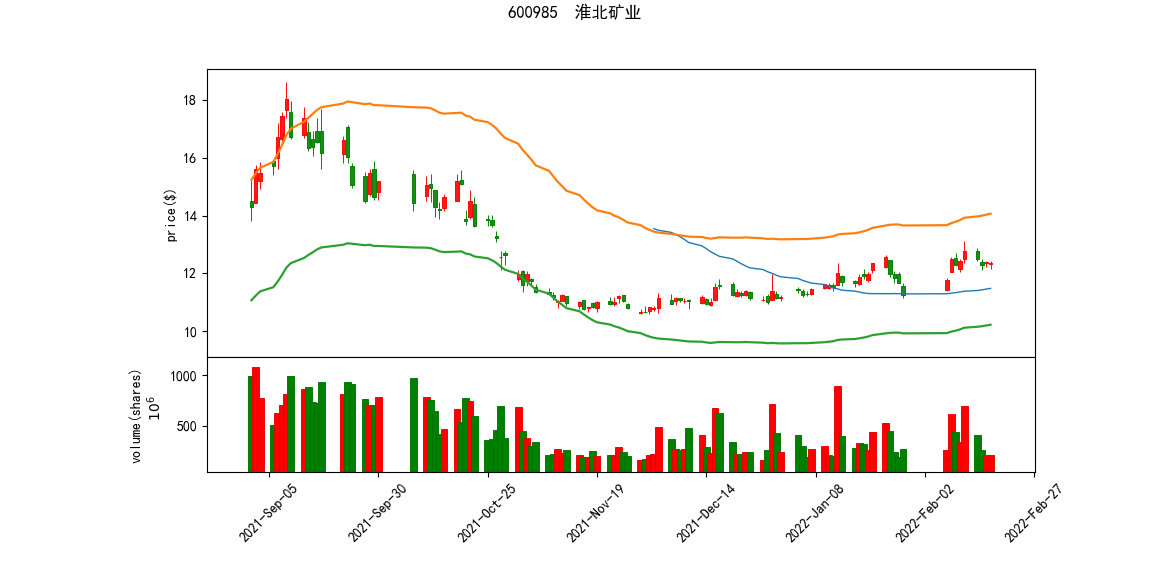 600985 淮北矿业
18
16
14
12
10
price($)
1000
500
volume(shares)
10^6
2021-Sep-05
2021-Sep-30
2021-Oct-25
2021-Nov-19
2021-Dec-14
2022-Jan-08
2022-Feb-02
2022-Feb-27